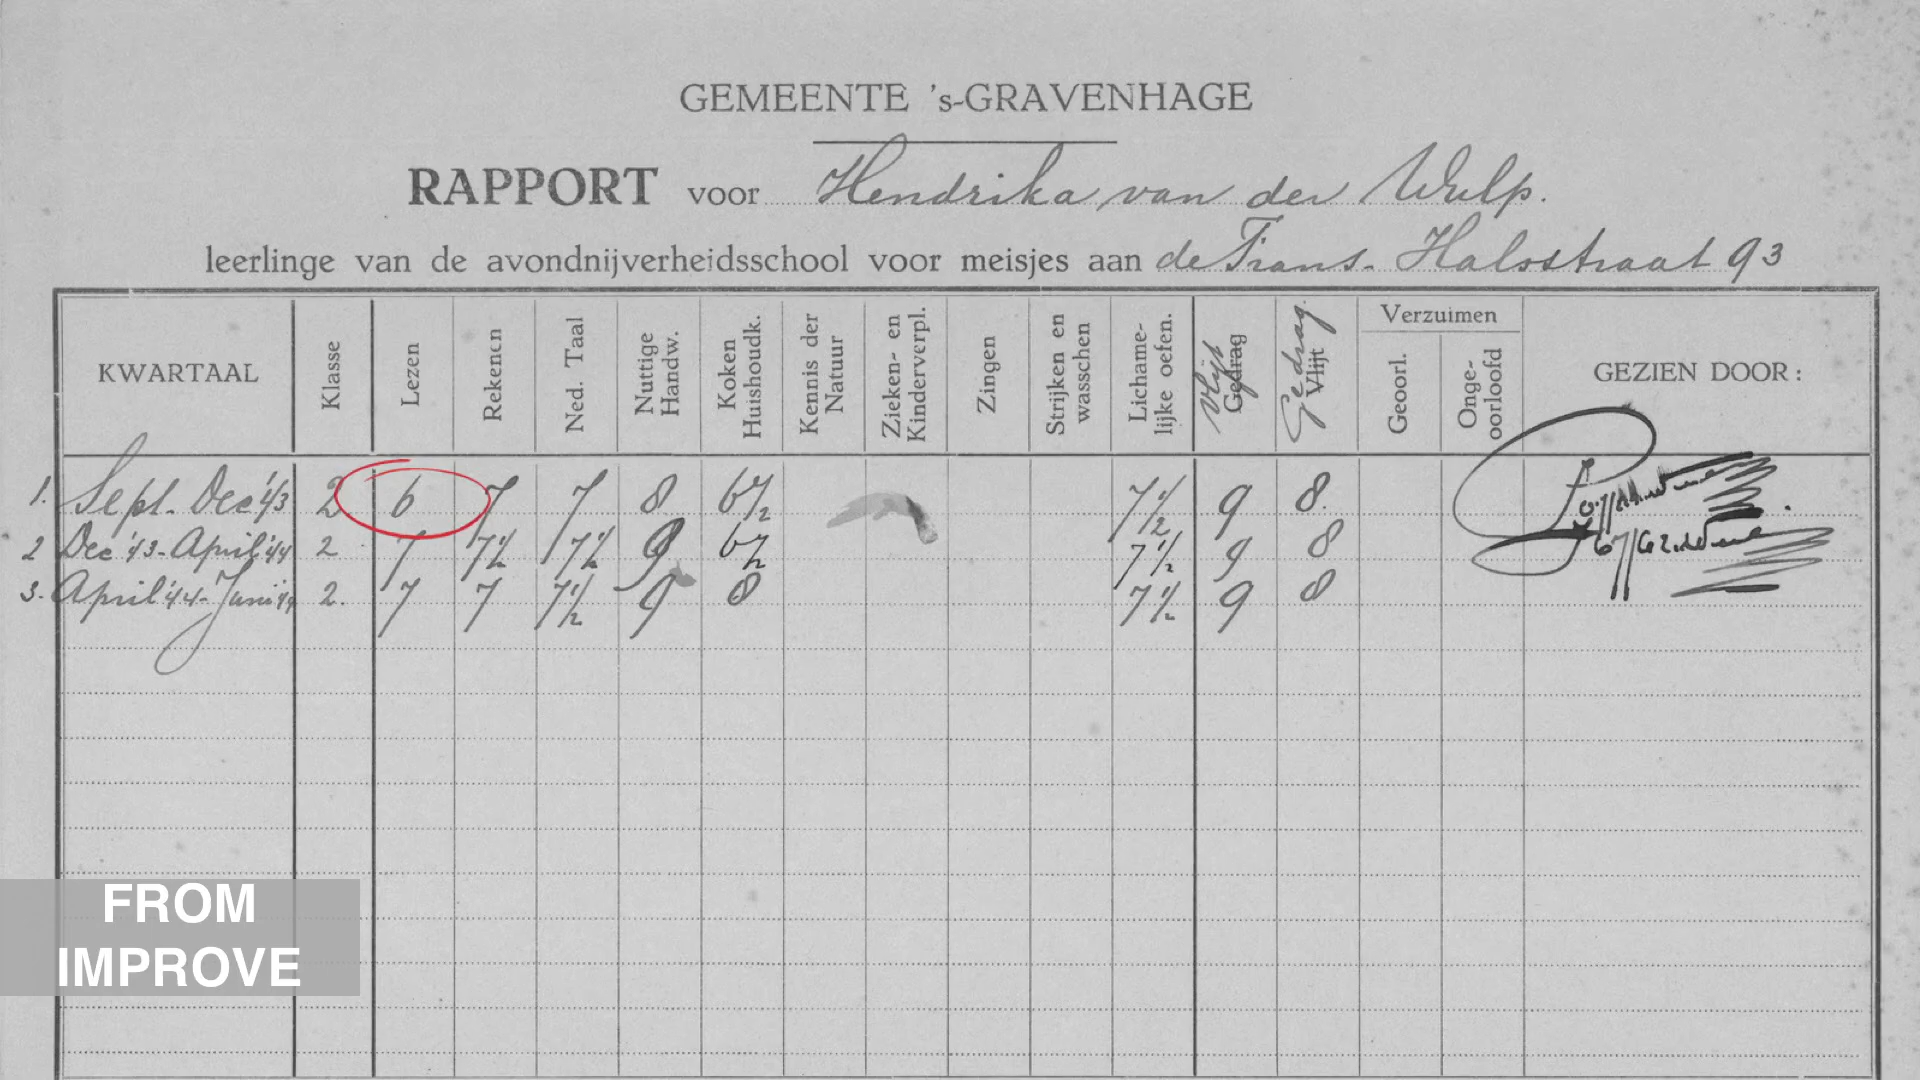 GEMEENTE 's-GRAVENHAGE
RAPPORT voor Hendrika van der Wulp.
leerlinge van de avondnijverheidsschool voor meisjes aan de Frans-Halsstraat 93
KWARTAAL Klasse Lezen Rekenen Ned. Taal Nuttige Handw. Koken Huishoudk. Kennis der Natuur Zieken- en Kinderverpl. Zingen Strijken en wasschen Lichamelijke oefen. Vlijt Gedrag Gedrag Vlijt Verzuimen Geoorl. Ongeoorloofd GEZIEN DOOR:
1. Sept. Dec '43 2 6 7 7 8 6½ 7½ 9 8.
2 Dec '43-April '44 2 7 7½ 7½ 9 6½ 7½ 9 8
3. April '44-Juni '44 2. 7 7 7½ 9 8 7½ 9 8
FROM
IMPROVE